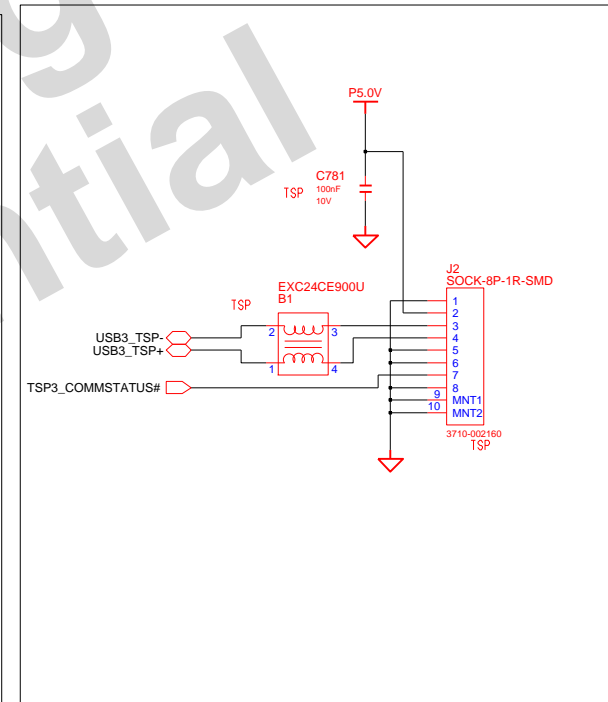 g
ntial
P5.0V
C781
100nF
10V
TSP
J2
SOCK-8P-1R-SMD
EXC24CE900U
B1
TSP
1
2
2
3
3
USB3_TSP-
4
USB3_TSP+
5
1
4
6
TSP3_COMMSTATUS#
7
8
9
MNT1
10
MNT2
3710-002160
TSP